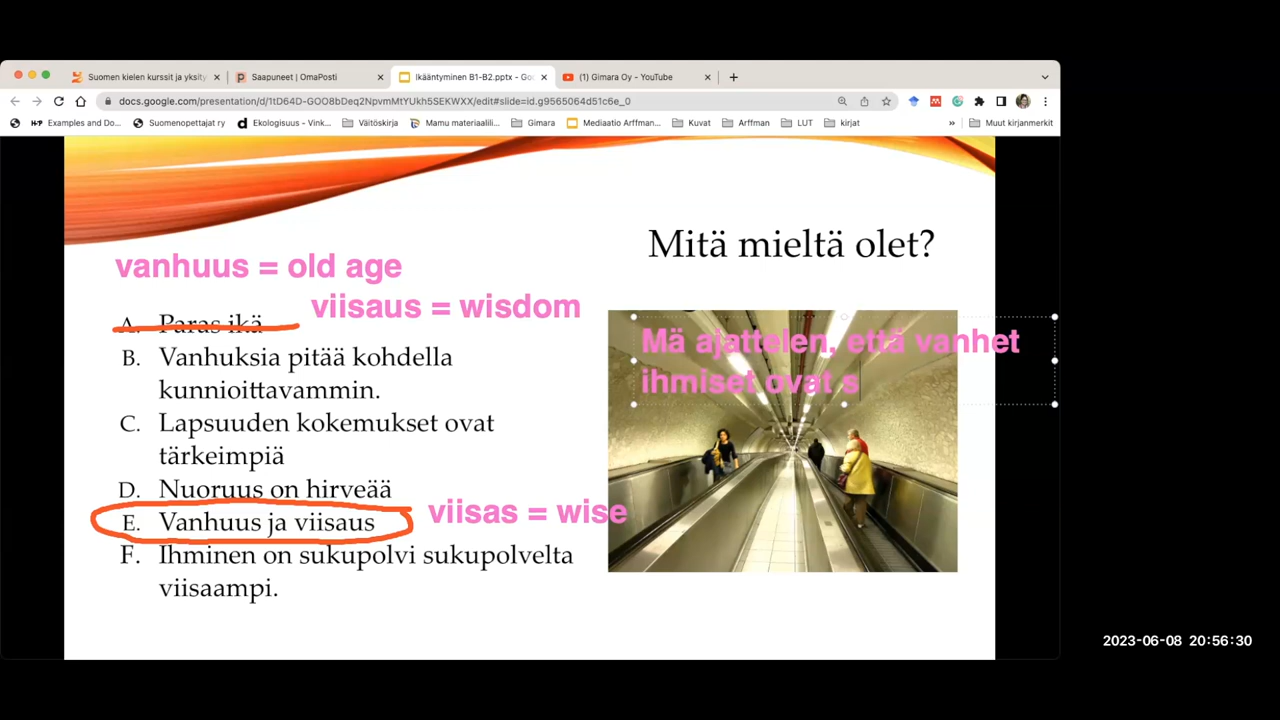 Suomen kielen kurssit ja yksity
Saapuneet | OmaPosti
Ikääntyminen B1-B2.pptx - Goo
(1) Gimara Oy - YouTube
docs.google.com/presentation/d/1tD64D-GOO8bDeq2NpvmMtYUkh5SEKWXX/edit#slide=id.g9565064d51c6e_0
Examples and Do...
Suomenopettajat ry
Ekologisuus - Vink...
Väitöskirja
Mamu materiaalili...
Gimara
Mediaatio Arffman...
Kuvat
Arffman
LUT
kirjat
»
Muut kirjanmerkit
Mitä mieltä olet?
vanhuus = old age
viisaus = wisdom
A. Paras ikä
B. Vanhuksia pitää kohdella
kunnioittavammin.
C. Lapsuuden kokemukset ovat
tärkeimpiä
D. Nuoruus on hirveää
E. Vanhuus ja viisaus
viisas = wise
F. Ihminen on sukupolvi sukupolvelta
viisaampi.
Mä ajattelen, että vanhet
ihmiset ovat s
2023-06-08 20:56:30